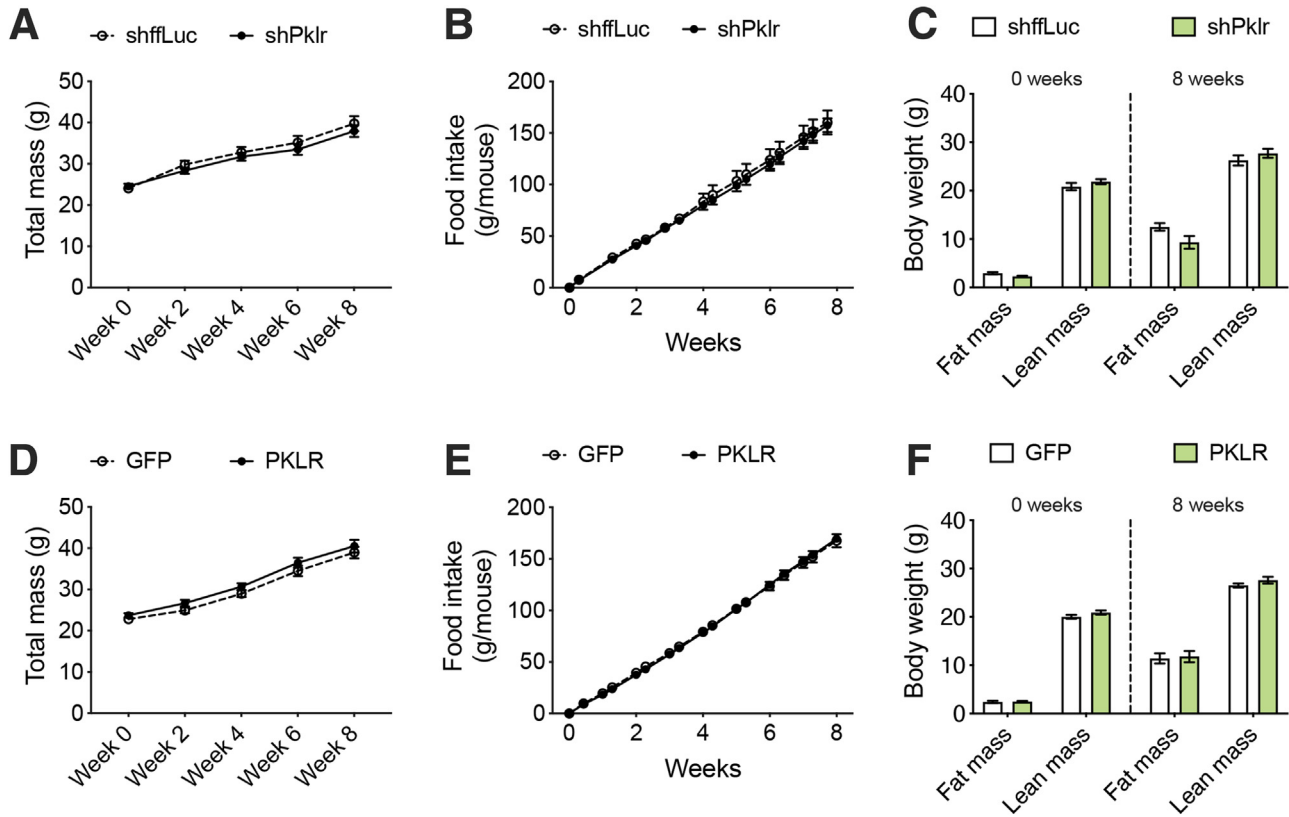 A
shffLuc shPklr
Total mass (g)
50
40
30
20
10
0
Week 0 Week 2 Week 4 Week 6 Week 8
B
shffLuc shPklr
Food intake
(g/mouse)
200
150
100
50
0
0 2 4 6 8
Weeks
C
shffLuc shPklr
0 weeks 8 weeks
Body weight (g)
40
30
20
10
0
Fat mass Lean mass Fat mass Lean mass
D
GFP PKLR
Total mass (g)
50
40
30
20
10
0
Week 0 Week 2 Week 4 Week 6 Week 8
E
GFP PKLR
Food intake
(g/mouse)
200
150
100
50
0
0 2 4 6 8
Weeks
F
GFP PKLR
0 weeks 8 weeks
Body weight (g)
40
30
20
10
0
Fat mass Lean mass Fat mass Lean mass